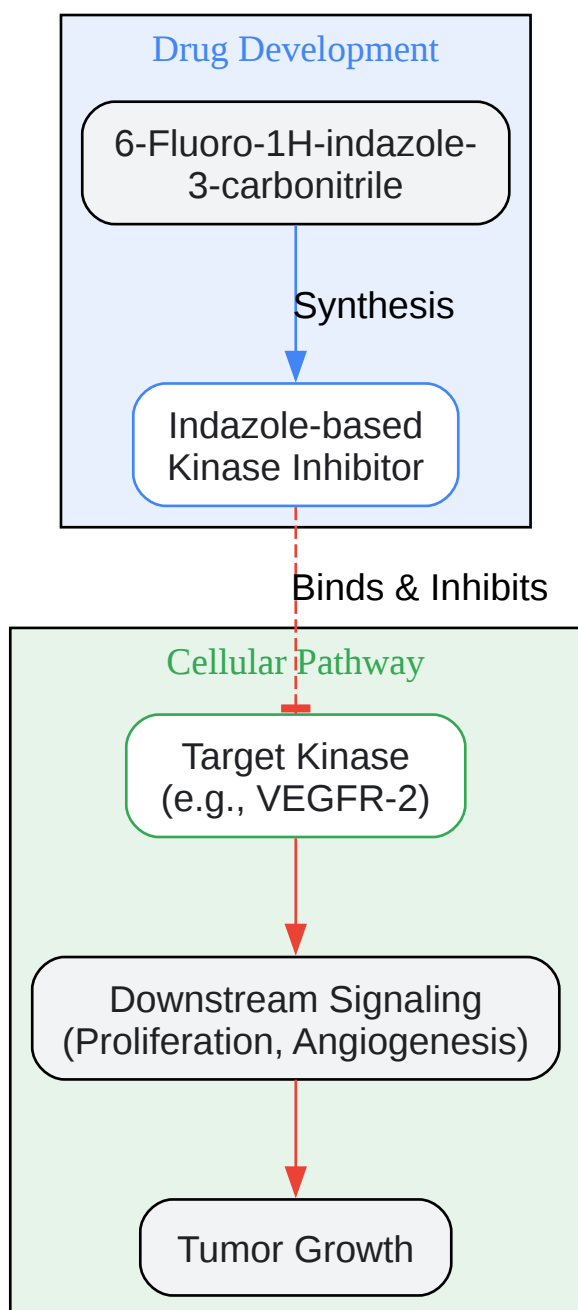 Drug Development
6-Fluoro-1H-indazole-
3-carbonitrile
Synthesis
Indazole-based
Kinase Inhibitor
Binds & Inhibits
Cellular Pathway
Target Kinase
(e.g., VEGFR-2)
Downstream Signaling
(Proliferation, Angiogenesis)
Tumor Growth